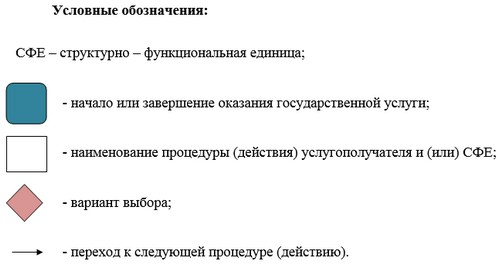 Условные обозначения:
СФЕ – структурно – функциональная единица;
- начало или завершение оказания государственной услуги;
- наименование процедуры (действия) услугополучателя и (или) СФЕ;
- вариант выбора;
- переход к следующей процедуре (действию).